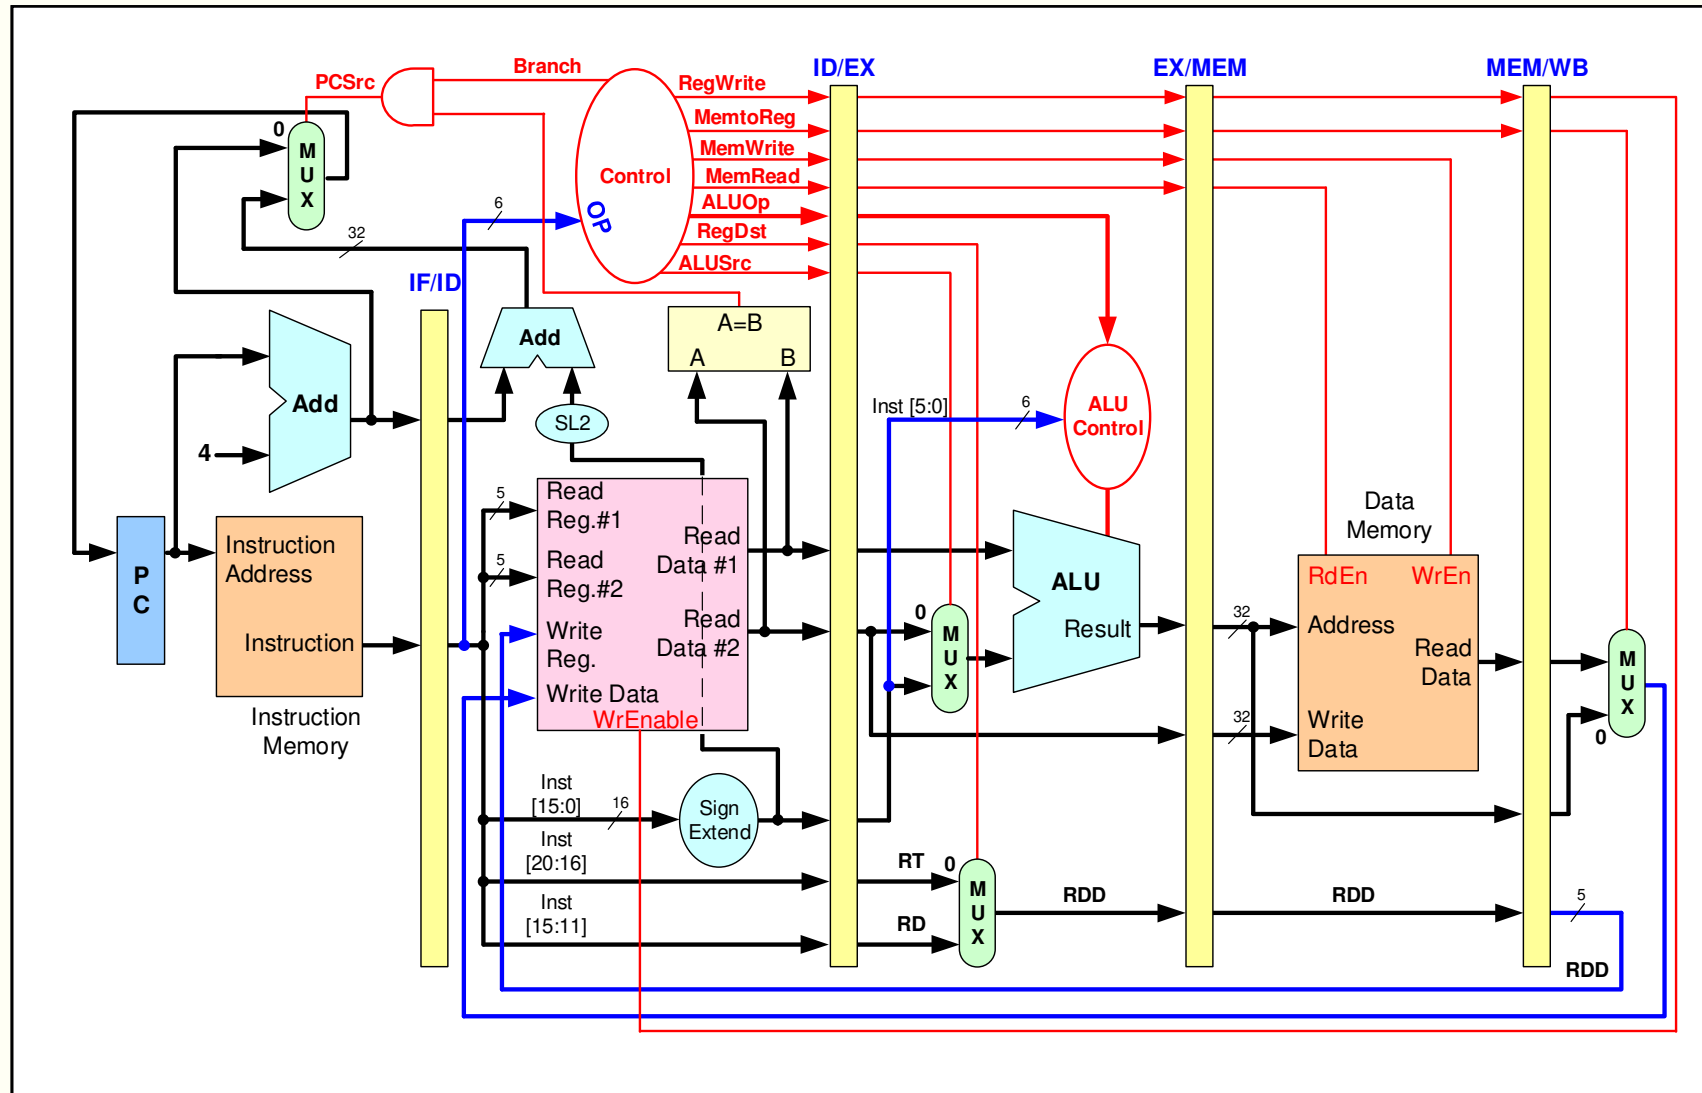 ID/EX
EX/MEM
MEM/WB
Branch
PCSrc
RegWrite
MemtoReg
MemWrite
MemRead
ALUOp
RegDst
ALUSrc
Control
OP
0
M
U
X
6
32
IF/ID
A=B
A
B
Add
SL2
Add
4
Inst [5:0]
6
ALU
Control
P
C
Instruction
Address
Instruction
Instruction
Memory
5
Read
Reg.#1
5
Read
Reg.#2
Write
Reg.
Write Data
WrEnable
Read
Data #1
Read
Data #2
0
M
U
X
ALU
Result
Data
Memory
RdEn
WrEn
32
Address
Read
Data
32
Write
Data
M
U
X
0
Inst
[15:0]
16
Sign
Extend
Inst
[20:16]
Inst
[15:11]
RT
0
RD
M
U
X
RDD
RDD
5
RDD